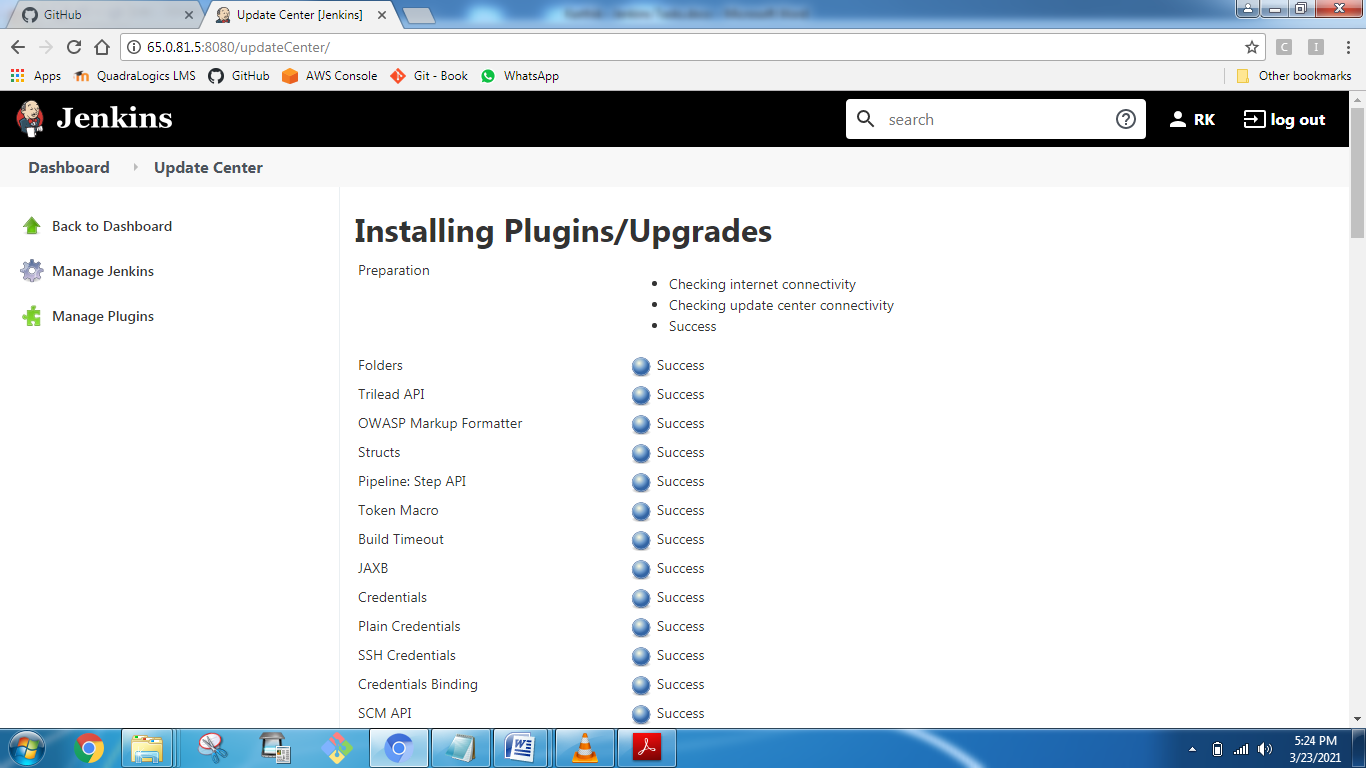 GitHub
Update Center [Jenkins]
65.0.81.5:8080/updateCenter/
Apps
QuadraLogics LMS
GitHub
AWS Console
Git - Book
WhatsApp
Other bookmarks
Jenkins
search
RK
log out
Dashboard
Update Center
Back to Dashboard
Manage Jenkins
Manage Plugins
Installing Plugins/Upgrades
Preparation
Checking internet connectivity
Checking update center connectivity
Success
Folders Success
Trilead API Success
OWASP Markup Formatter Success
Structs Success
Pipeline: Step API Success
Token Macro Success
Build Timeout Success
JAXB Success
Credentials Success
Plain Credentials Success
SSH Credentials Success
Credentials Binding Success
SCM API Success
5:24 PM
3/23/2021